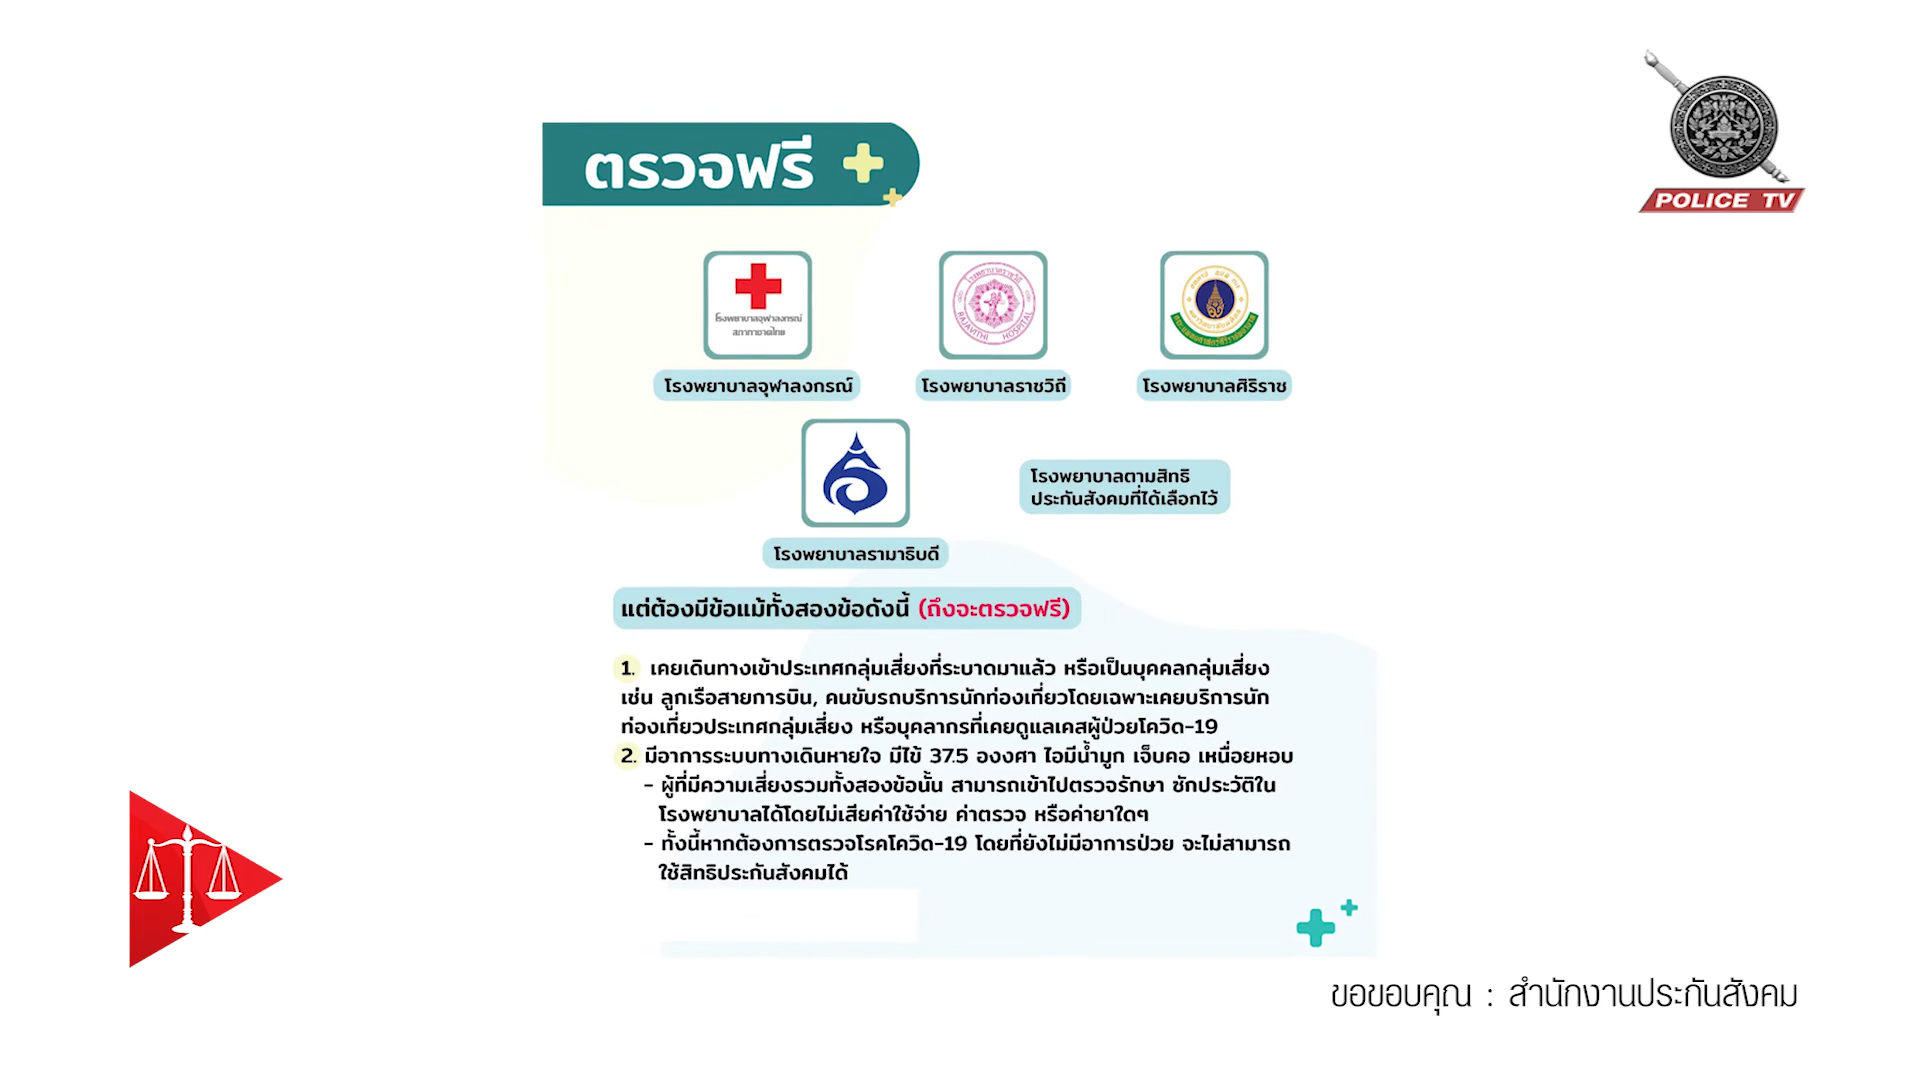 ตรวจฟรี
POLICE TV
โรงพยาบาลจุฬาลงกรณ์
สภากาชาดไทย
โรงพยาบาลราชวิถี
RAJAVITHI HOSPITAL
โรงพยาบาลจุฬาลงกรณ์
โรงพยาบาลราชวิถี
โรงพยาบาลศิริราช
โรงพยาบาลตามสิทธิ
ประกันสังคมที่ได้เลือกไว้
โรงพยาบาลรามาธิบดี
แต่ต้องมีข้อแม้ทั้งสองข้อดังนี้ (ถึงจะตรวจฟรี)
1. เคยเดินทางเข้าประเทศกลุ่มเสี่ยงที่ระบาดมาแล้ว หรือเป็นบุคคลกลุ่มเสี่ยง
เช่น ลูกเรือสายการบิน, คนขับรถบริการนักท่องเที่ยวโดยเฉพาะเคยบริการนัก
ท่องเที่ยวประเทศกลุ่มเสี่ยง หรือบุคลากรที่เคยดูแลเคสผู้ป่วยโควิด-19
2. มีอาการระบบทางเดินหายใจ มีไข้ 37.5 องงศา ไอมีน้ำมูก เจ็บคอ เหนื่อยหอบ
- ผู้ที่มีความเสี่ยงรวมทั้งสองข้อนั้น สามารถเข้าไปตรวจรักษา ซักประวัติใน
โรงพยาบาลได้โดยไม่เสียค่าใช้จ่าย ค่าตรวจ หรือค่ายาใดๆ
- ทั้งนี้หากต้องการตรวจโรคโควิด-19 โดยที่ยังไม่มีอาการป่วย จะไม่สามารถ
ใช้สิทธิประกันสังคมได้
ขอขอบคุณ : สำนักงานประกันสังคม